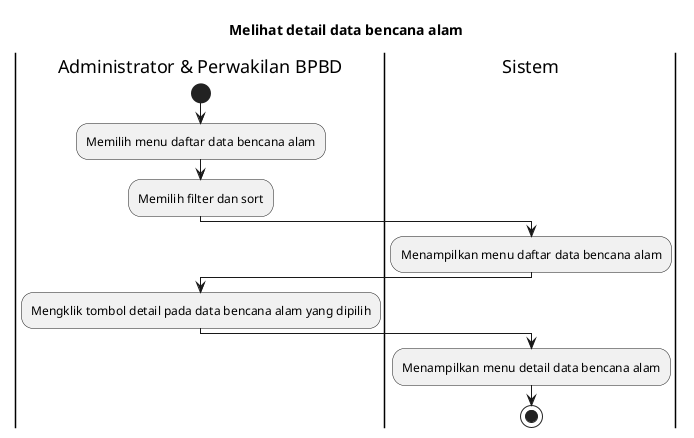 Melihat detail data bencana alam
Administrator & Perwakilan BPBD
Sistem
Memilih menu daftar data bencana alam
Memilih filter dan sort
Menampilkan menu daftar data bencana alam
Mengklik tombol detail pada data bencana alam yang dipilih
Menampilkan menu detail data bencana alam